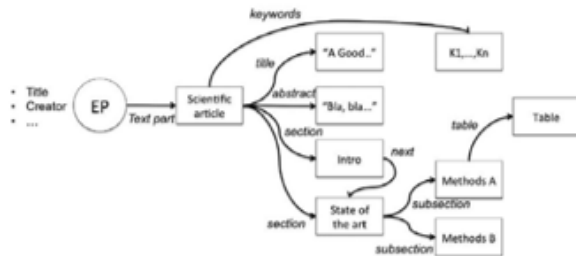 keywords
"A Good.."
K1,...,Kn
title
• Title
• Creator
• ...
EP
Text part
Scientific
article
abstract
"Bla, bla..."
section
Intro
next
table
Table
Methods A
subsection
section
State of
the art
subsection
Methods B